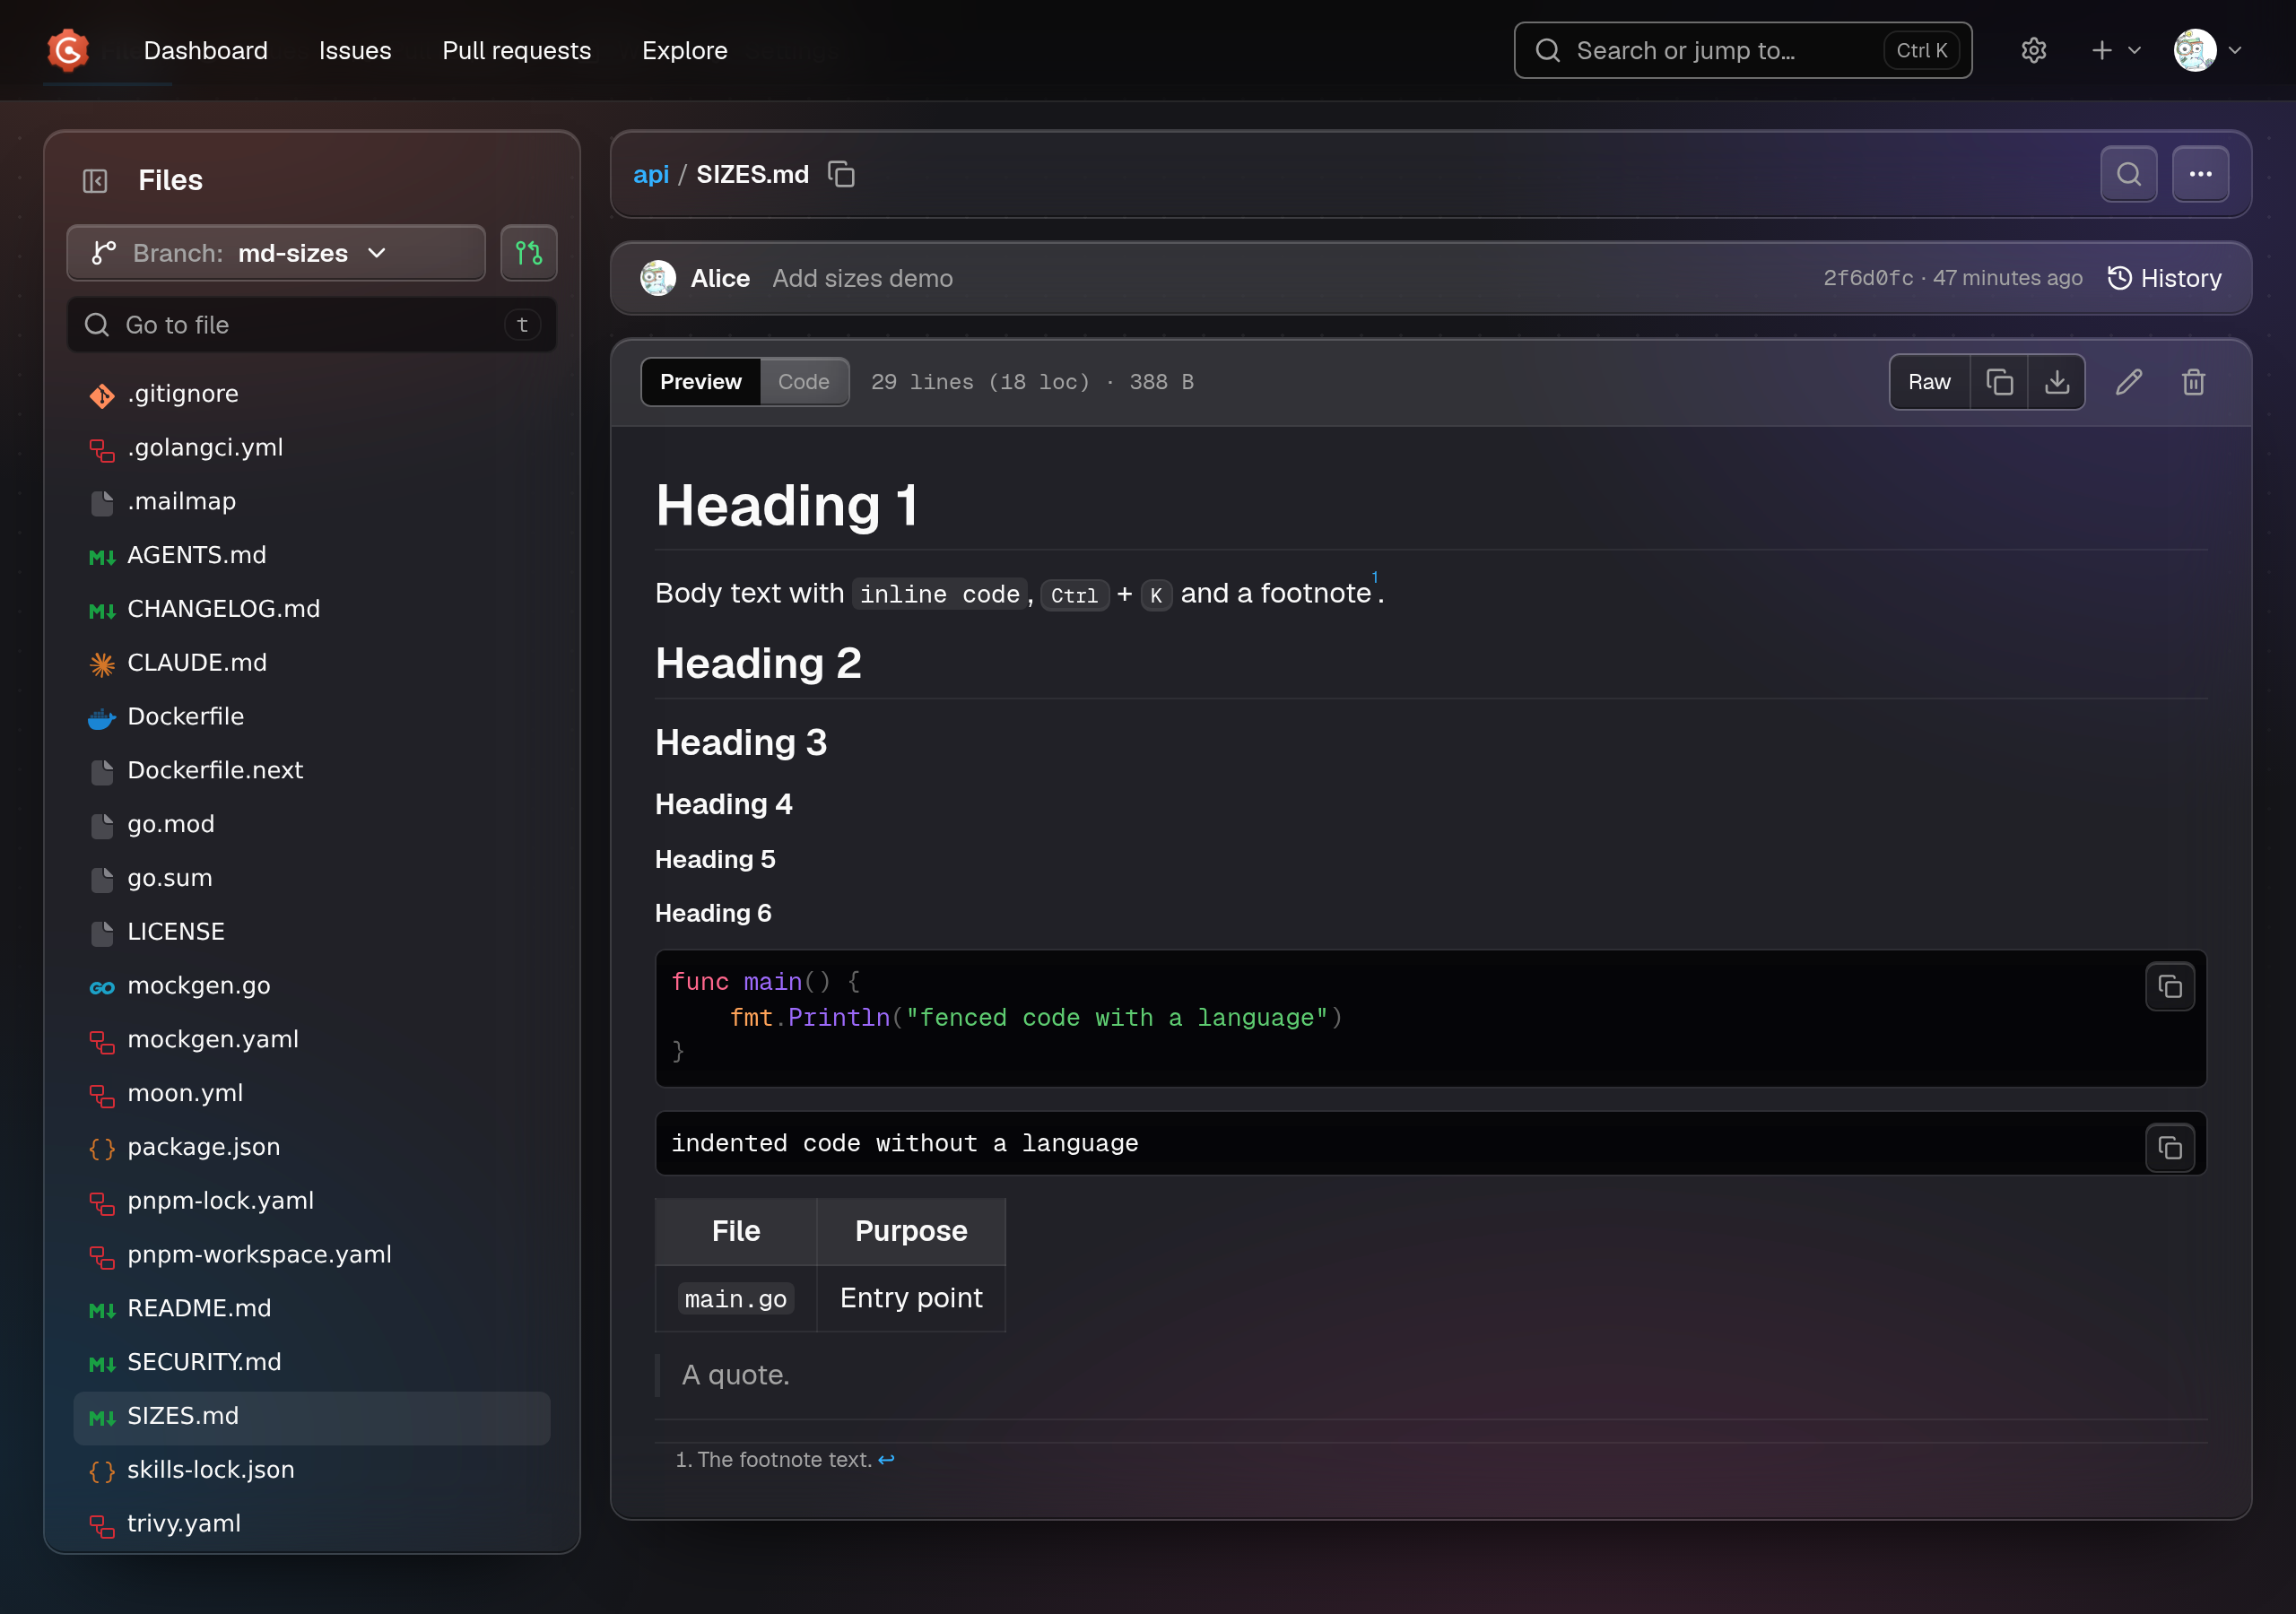 Dashboard Issues Pull requests Explore Search or jump to... Ctrl K
Files
Branch: md-sizes
Go to file t
.gitignore
.golangci.yml
.mailmap
AGENTS.md
CHANGELOG.md
CLAUDE.md
Dockerfile
Dockerfile.next
go.mod
go.sum
LICENSE
mockgen.go
mockgen.yaml
moon.yml
package.json
pnpm-lock.yaml
pnpm-workspace.yaml
README.md
SECURITY.md
SIZES.md
skills-lock.json
trivy.yaml
api / SIZES.md
Alice Add sizes demo 2f6d0fc · 47 minutes ago History
Preview Code 29 lines (18 loc) · 388 B Raw
Heading 1
Body text with inline code, Ctrl + K and a footnote1.
Heading 2
Heading 3
Heading 4
Heading 5
Heading 6
func main() {
    fmt.Println("fenced code with a language")
}
indented code without a language
File Purpose
main.go Entry point
A quote.
1. The footnote text. ↩